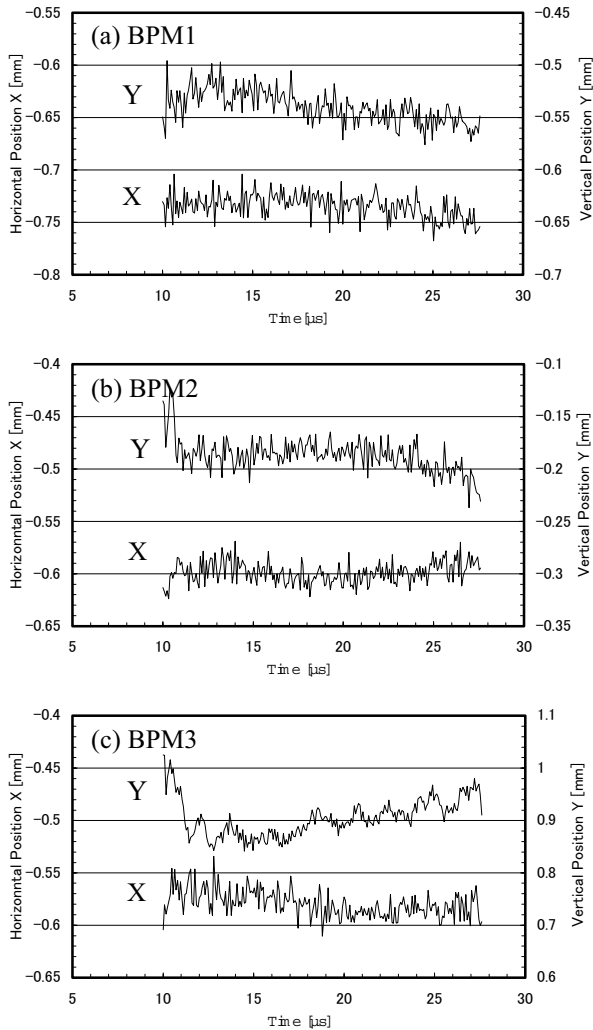 (a) BPM1
Horizontal Position X [mm]
−0.55
−0.6
−0.65
−0.7
−0.75
−0.8
Y
X
−0.45
−0.5
−0.55
−0.6
−0.65
−0.7
Vertical Position Y [mm]
5 10 15 20 25 30
Time [μs]
(b) BPM2
Horizonntal Position X [mm]
−0.4
−0.45
−0.5
−0.55
−0.6
−0.65
Y
X
−0.1
−0.15
−0.2
−0.25
−0.3
−0.35
Vertical Position Y [mm]
5 10 15 20 25 30
Time [μs]
(c) BPM3
Horizonntal Position X [mm]
−0.4
−0.45
−0.5
−0.55
−0.6
−0.65
Y
X
1.1
1
0.9
0.8
0.7
0.6
Vertical Position Y [mm]
5 10 15 20 25 30
Time [μs]